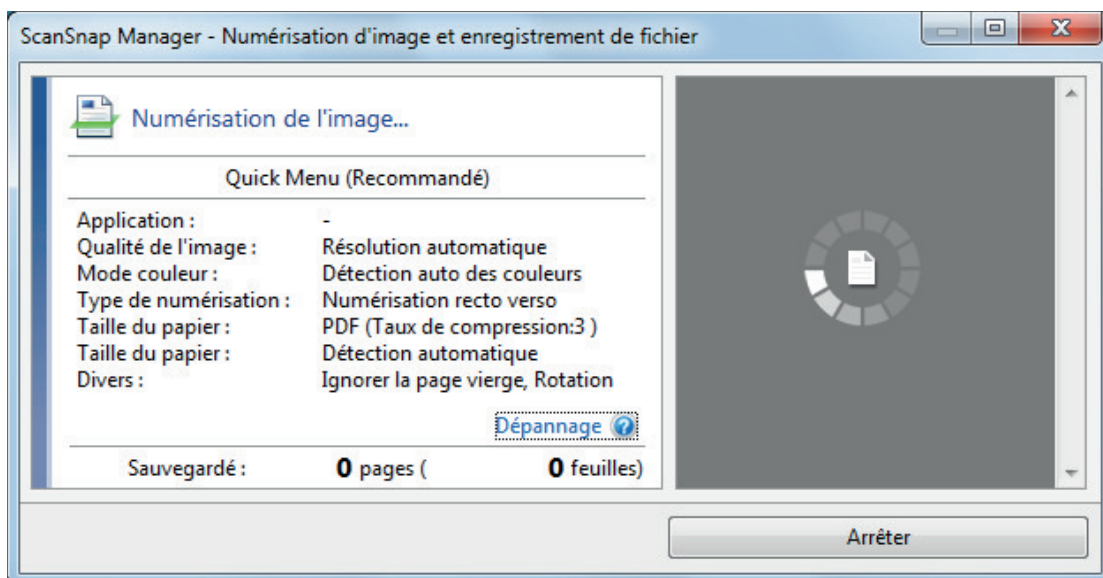 ScanSnap Manager - Numérisation d'image et enregistrement de fichier
Numérisation de l'image...
Quick Menu (Recommandé)
Application : -
Qualité de l'image : Résolution automatique
Mode couleur : Détection auto des couleurs
Type de numérisation : Numérisation recto verso
Taille du papier : PDF (Taux de compression:3 )
Taille du papier : Détection automatique
Divers : Ignorer la page vierge, Rotation
Dépannage ?
Sauvegardé : 0 pages ( 0 feuilles)
Arrêter